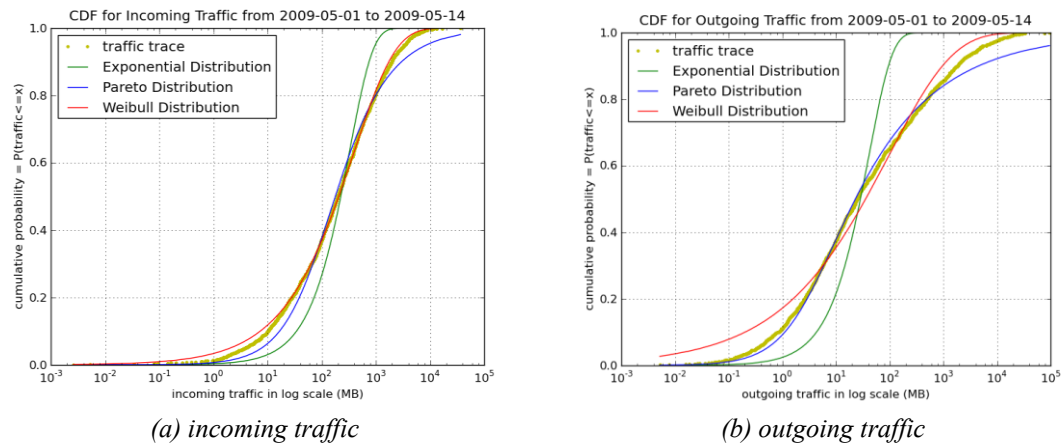 CDF for Incoming Traffic from 2009-05-01 to 2009-05-14
traffic trace
Exponential Distribution
Pareto Distribution
Weibull Distribution
cumulative probability = P(traffic<=x)
1.0
0.8
0.6
0.4
0.2
0.0
10^-3 10^-2 10^-1 10^0 10^1 10^2 10^3 10^4 10^5
incoming traffic in log scale (MB)
(a) incoming traffic
CDF for Outgoing Traffic from 2009-05-01 to 2009-05-14
traffic trace
Exponential Distribution
Pareto Distribution
Weibull Distribution
cumulative probability = P(traffic<=x)
1.0
0.8
0.6
0.4
0.2
0.0
10^-3 10^-2 10^-1 10^0 10^1 10^2 10^3 10^4 10^5
outgoing traffic in log scale (MB)
(b) outgoing traffic